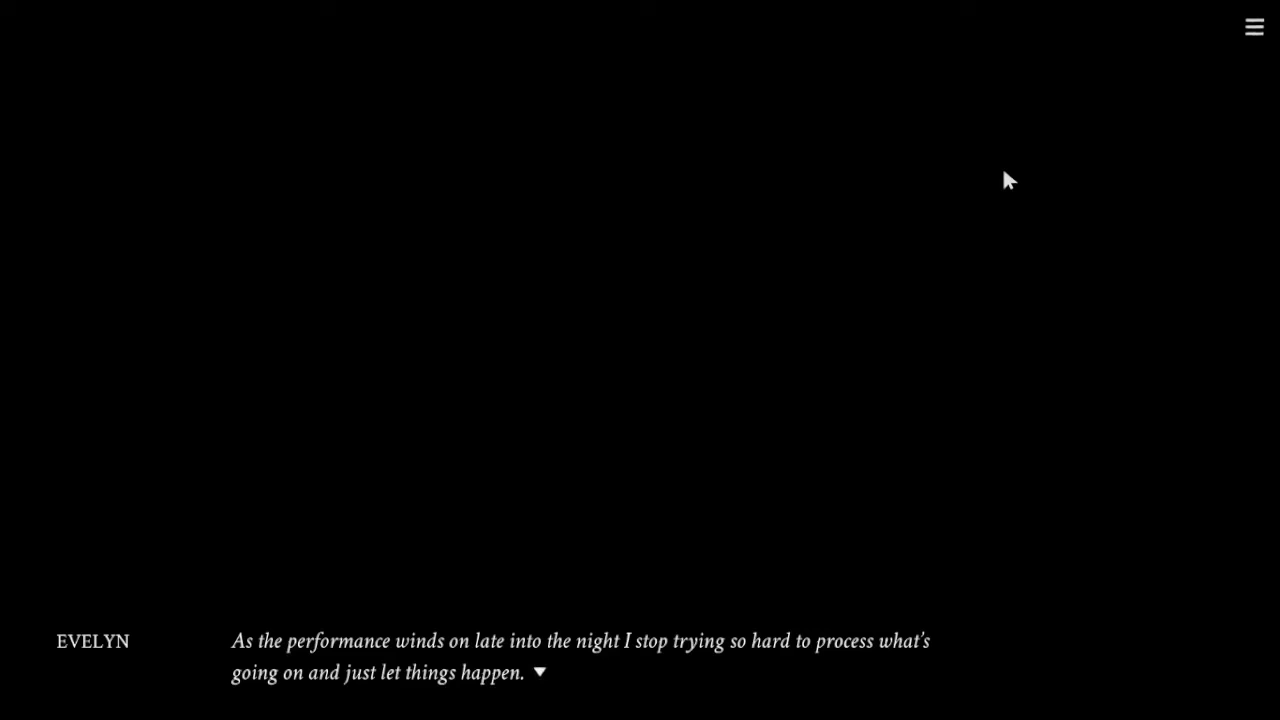 EVELYN As the performance winds on late into the night I stop trying so hard to process what’s
going on and just let things happen.